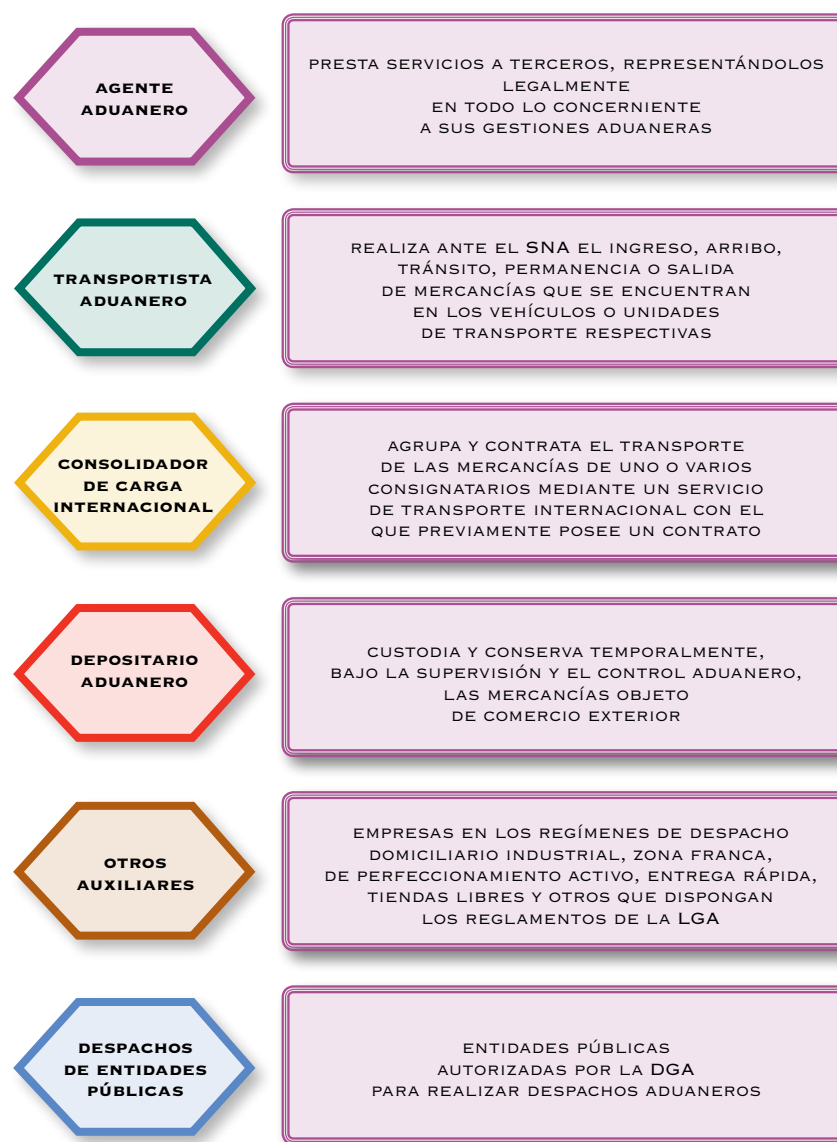 AGENTE
ADUANERO
PRESTA SERVICIOS A TERCEROS, REPRESENTÁNDOLOS
LEGALMENTE
EN TODO LO CONCERNIENTE
A SUS GESTIONES ADUANERAS
TRANSPORTISTA
ADUANERO
REALIZA ANTE EL SNA EL INGRESO, ARRIBO,
TRÁNSITO, PERMANENCIA O SALIDA
DE MERCANCÍAS QUE SE ENCUENTRAN
EN LOS VEHÍCULOS O UNIDADES
DE TRANSPORTE RESPECTIVAS
CONSOLIDADOR
DE CARGA
INTERNACIONAL
AGRUPA Y CONTRATA EL TRANSPORTE
DE LAS MERCANCÍAS DE UNO O VARIOS
CONSIGNATARIOS MEDIANTE UN SERVICIO
DE TRANSPORTE INTERNACIONAL CON EL
QUE PREVIAMENTE POSEE UN CONTRATO
DEPOSITARIO
ADUANERO
CUSTODIA Y CONSERVA TEMPORALMENTE,
BAJO LA SUPERVISIÓN Y EL CONTROL ADUANERO,
LAS MERCANCÍAS OBJETO
DE COMERCIO EXTERIOR
OTROS
AUXILIARES
EMPRESAS EN LOS REGÍMENES DE DESPACHO
DOMICILIARIO INDUSTRIAL, ZONA FRANCA,
DE PERFECCIONAMIENTO ACTIVO, ENTREGA RÁPIDA,
TIENDAS LIBRES Y OTROS QUE DISPONGAN
LOS REGLAMENTOS DE LA LGA
DESPACHOS
DE ENTIDADES
PÚBLICAS
ENTIDADES PÚBLICAS
AUTORIZADAS POR LA DGA
PARA REALIZAR DESPACHOS ADUANEROS